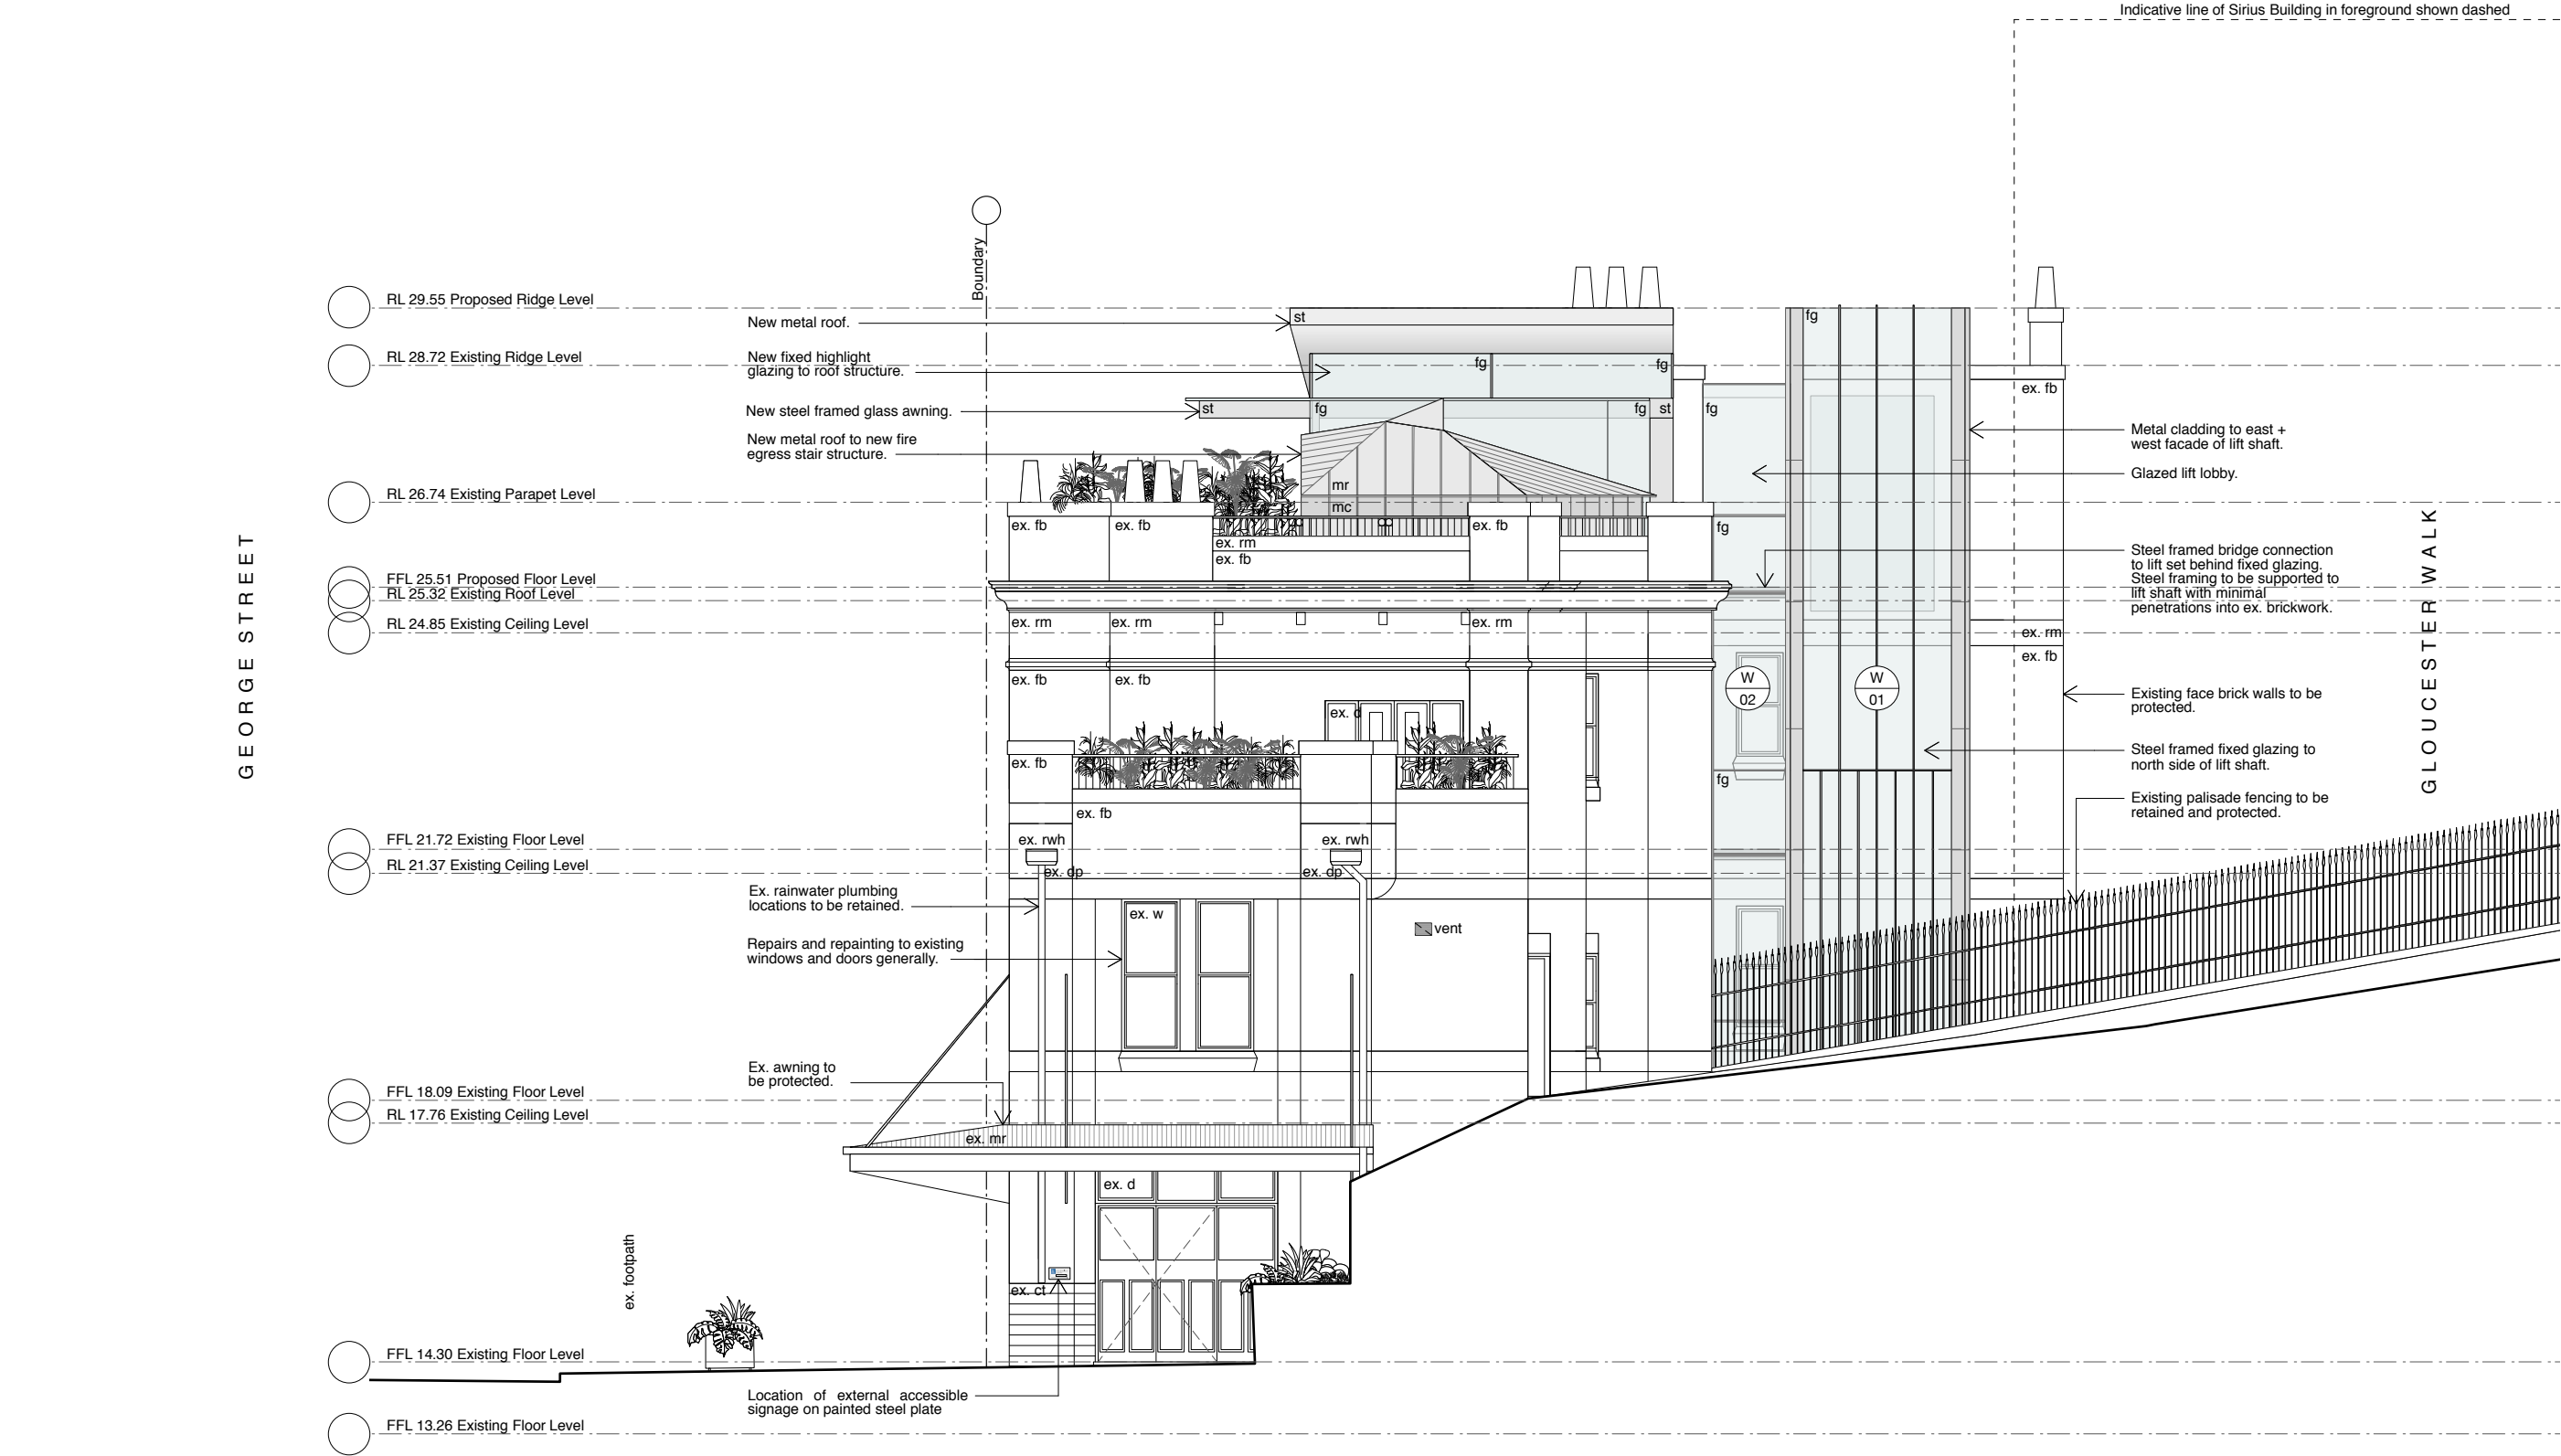 Indicative line of Sirius Building in foreground shown dashed
Boundary
RL 29.55 Proposed Ridge Level
RL 28.72 Existing Ridge Level
RL 26.74 Existing Parapet Level
FFL 25.51 Proposed Floor Level
RL 25.32 Existing Roof Level
RL 24.85 Existing Ceiling Level
FFL 21.72 Existing Floor Level
RL 21.37 Existing Ceiling Level
FFL 18.09 Existing Floor Level
RL 17.76 Existing Ceiling Level
FFL 14.30 Existing Floor Level
FFL 13.26 Existing Floor Level
GEORGE STREET
ex. footpath
New metal roof.
New fixed highlight
glazing to roof structure.
New steel framed glass awning.
New metal roof to new fire
egress stair structure.
Ex. rainwater plumbing
locations to be retained.
Repairs and repainting to existing
windows and doors generally.
Ex. awning to
be protected.
Location of external accessible
signage on painted steel plate
st
fg
fg
fg
st
fg
fg
st
fg
ex. fb
mr
mc
ex. fb
ex. fb
ex. fb
fg
ex. rm
ex. fb
ex. rm
ex. rm
ex. rm
ex. rm
ex. fb
ex. fb
ex. fb
W
02
W
01
ex. d
ex. fb
fg
ex. fb
ex. rwh
ex. rwh
ex. dp
ex. dp
ex. w
vent
ex. mr
ex. d
ex. ct
Metal cladding to east +
west facade of lift shaft.
Glazed lift lobby.
Steel framed bridge connection
to lift set behind fixed glazing.
Steel framing to be supported to
lift shaft with minimal
penetrations into ex. brickwork.
Existing face brick walls to be
protected.
Steel framed fixed glazing to
north side of lift shaft.
Existing palisade fencing to be
retained and protected.
GLOUCESTER WALK